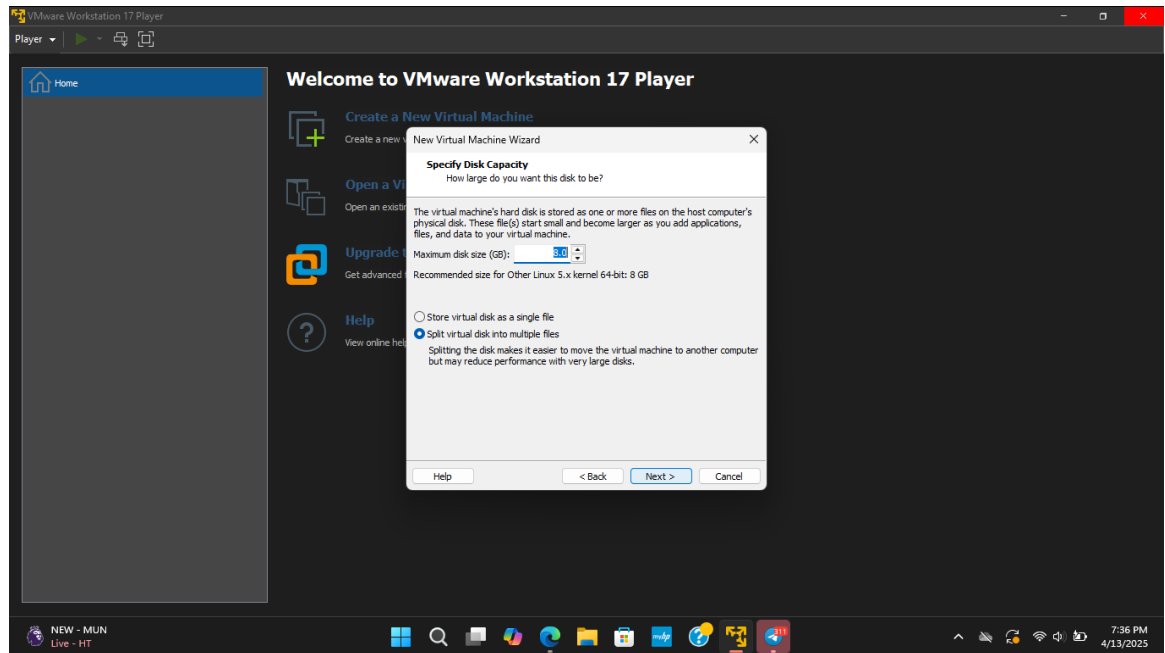 VMware Workstation 17 Player
Player
Home
Welcome to VMware Workstation 17 Player
Create a New Virtual Machine
Create a new v
Open a Vi
Open an existin
Upgrade t
Get advanced f
Help
View online help
New Virtual Machine Wizard
Specify Disk Capacity
How large do you want this disk to be?
The virtual machine's hard disk is stored as one or more files on the host computer's
physical disk. These file(s) start small and become larger as you add applications,
files, and data to your virtual machine.
Maximum disk size (GB): 8.0
Recommended size for Other Linux 5.x kernel 64-bit: 8 GB
Store virtual disk as a single file
Split virtual disk into multiple files
Splitting the disk makes it easier to move the virtual machine to another computer
but may reduce performance with very large disks.
Help < Back Next > Cancel
NEW - MUN
Live - HT
myhp
311
7:36 PM
4/13/2025